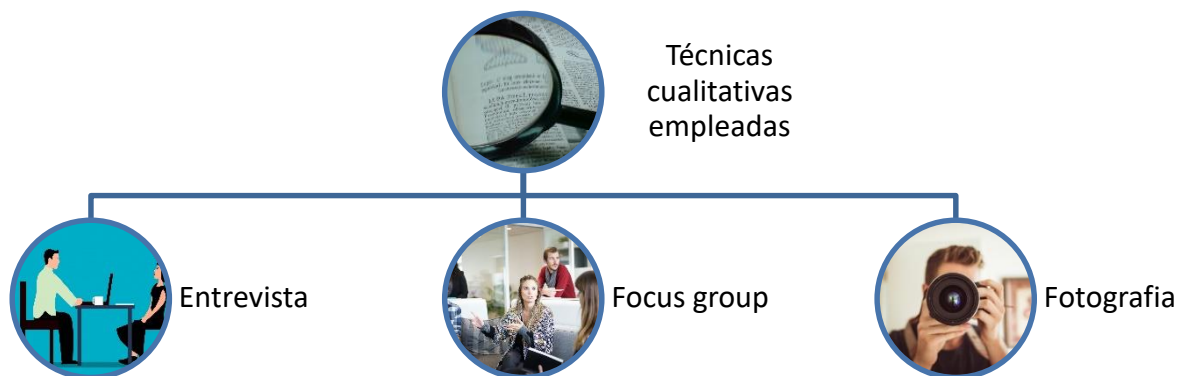 Técnicas
cualitativas
empleadas
Entrevista
Focus group
Fotografia